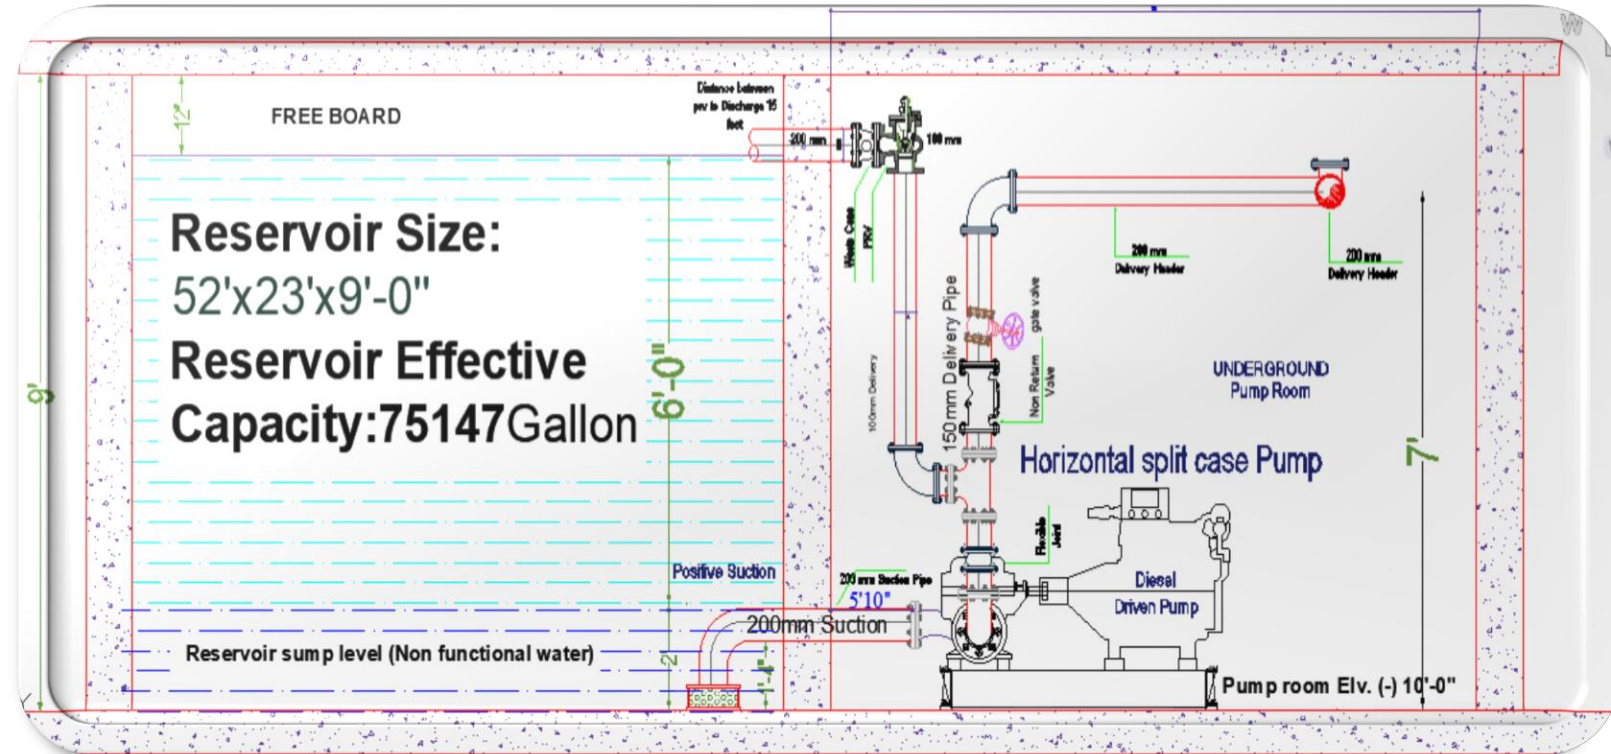 W
12"
FREE BOARD
Distance between
prv to Discharge 15
feet
200 mm
100 mm
Reservoir Size:
52'x23'x9'-0"
Reservoir Effective
Capacity:75147Gallon
9'
6'-0"
Waste Cone
PRV
100mm Delivery
150mm Delivery Pipe
gate valve
Non Return
Valve
200 mm
Delivery Header
200 mm
Delivery Header
UNDERGROUND
Pump Room
7'
Horizontal split case Pump
Flexible
Joint
Positive Suction
200 mm Suction Pipe
5'10"
200mm Suction
Diesel
Driven Pump
Reservoir sump level (Non functional water)
2'
1'-4"
Pump room Elv. (-) 10'-0"